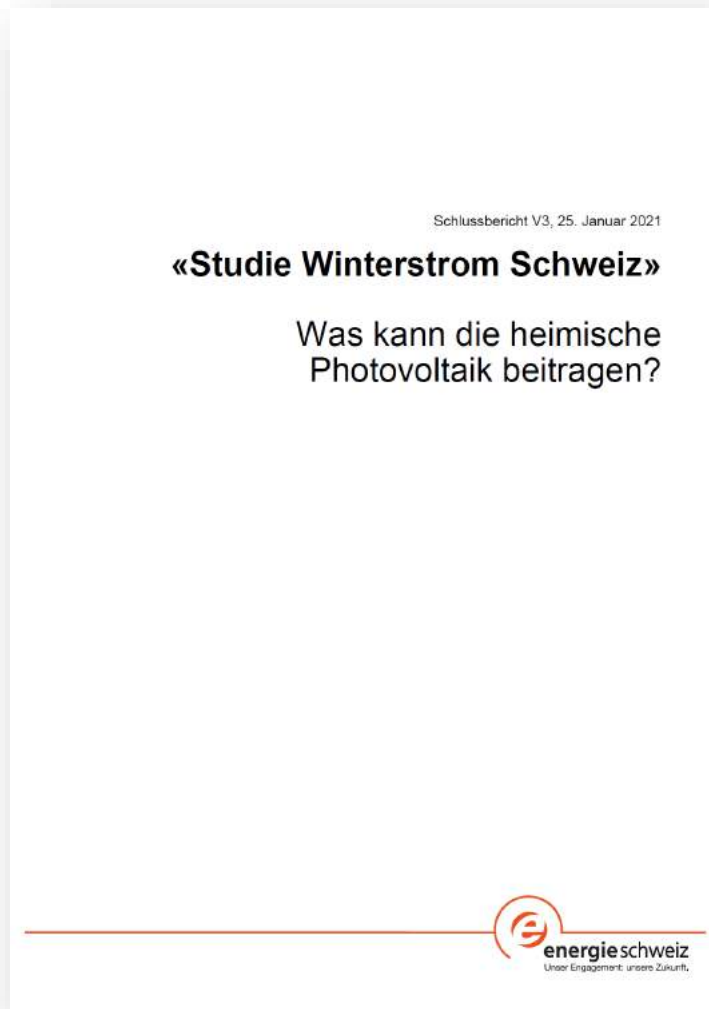 Schlussbericht V3, 25. Januar 2021
«Studie Winterstrom Schweiz»
Was kann die heimische
Photovoltaik beitragen?
energieschweiz
Unser Engagement: unsere Zukunft.